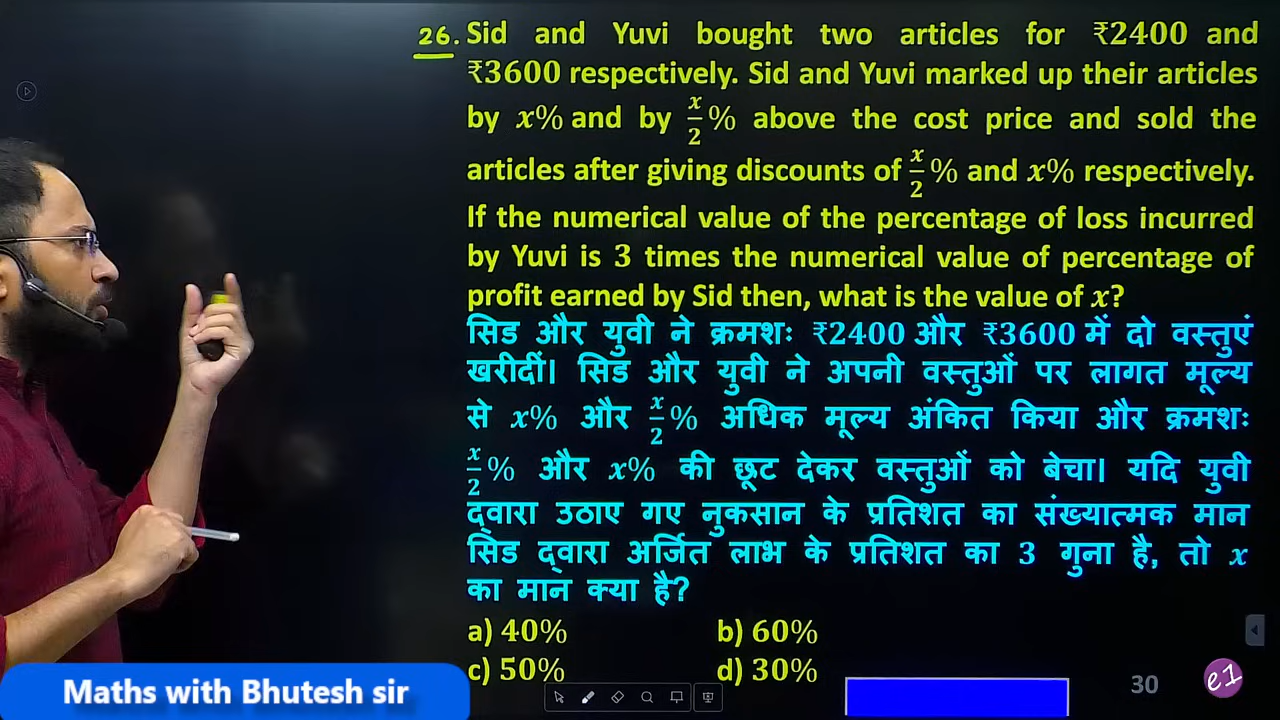 26. Sid and Yuvi bought two articles for ₹2400 and
₹3600 respectively. Sid and Yuvi marked up their articles
by x% and by x/2% above the cost price and sold the
articles after giving discounts of x/2% and x% respectively.
If the numerical value of the percentage of loss incurred
by Yuvi is 3 times the numerical value of percentage of
profit earned by Sid then, what is the value of x?
सिड और युवी ने क्रमशः ₹2400 और ₹3600 में दो वस्तुएं
खरीदीं। सिड और युवी ने अपनी वस्तुओं पर लागत मूल्य
से x% और x/2% अधिक मूल्य अंकित किया और क्रमशः
x/2% और x% की छूट देकर वस्तुओं को बेचा। यदि युवी
द्वारा उठाए गए नुकसान के प्रतिशत का संख्यात्मक मान
सिड द्वारा अर्जित लाभ के प्रतिशत का 3 गुना है, तो x
का मान क्या है?
a) 40% b) 60%
c) 50% d) 30%
Maths with Bhutesh sir
30
e1